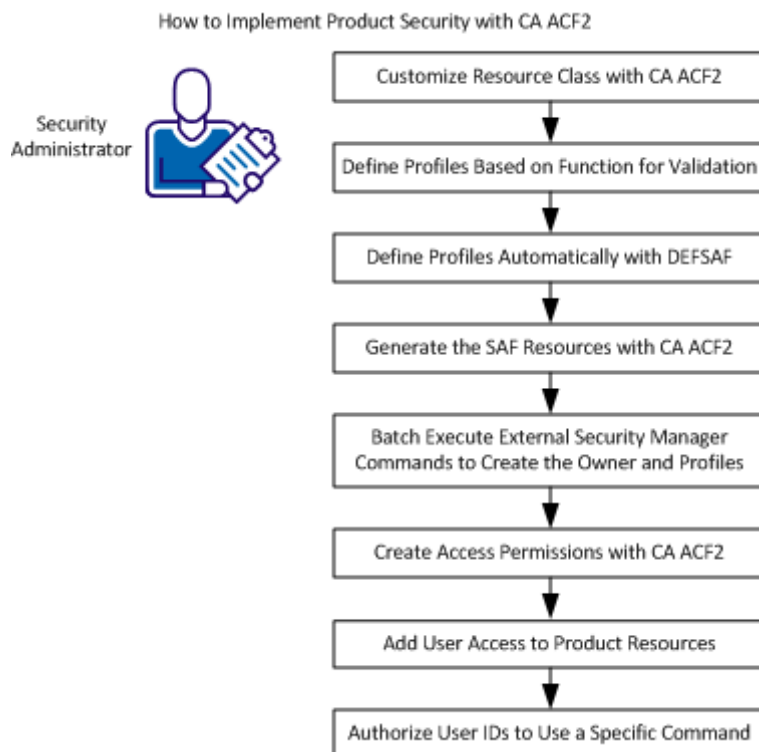 How to Implement Product Security with CA ACF2
Security
Administrator
Customize Resource Class with CA ACF2
Define Profiles Based on Function for Validation
Define Profiles Automatically with DEFSAF
Generate the SAF Resources with CA ACF2
Batch Execute External Security Manager
Commands to Create the Owner and Profiles
Create Access Permissions with CA ACF2
Add User Access to Product Resources
Authorize User IDs to Use a Specific Command